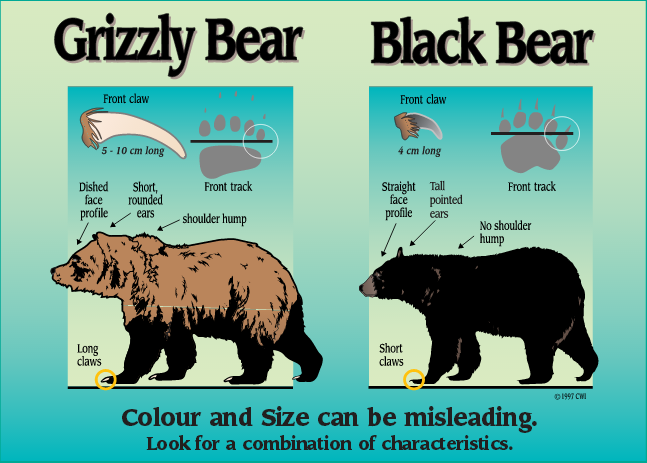 Grizzly Bear
Front claw
5 - 10 cm long
Front track
Dished
face
profile
Short,
rounded
ears
shoulder hump
Long
claws
Black Bear
Front claw
4 cm long
Front track
Straight
face
profile
Tall
pointed
ears
No shoulder
hump
Short
claws
© 1997 CWI
Colour and Size can be misleading.
Look for a combination of characteristics.